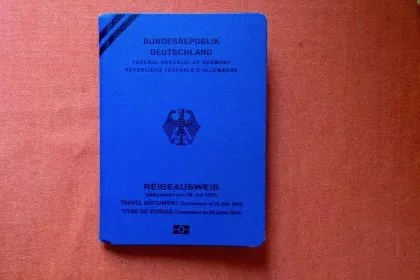 BUNDESREPUBLIK
DEUTSCHLAND
FEDERAL REPUBLIC OF GERMANY
RÉPUBLIQUE FÉDÉRALE D'ALLEMAGNE
REISEAUSWEIS
(Abkommen vom 28. Juli 1951)
TRAVEL DOCUMENT (Convention of 28 July 1951)
TITRE DE VOYAGE (Convention du 28 juillet 1951)